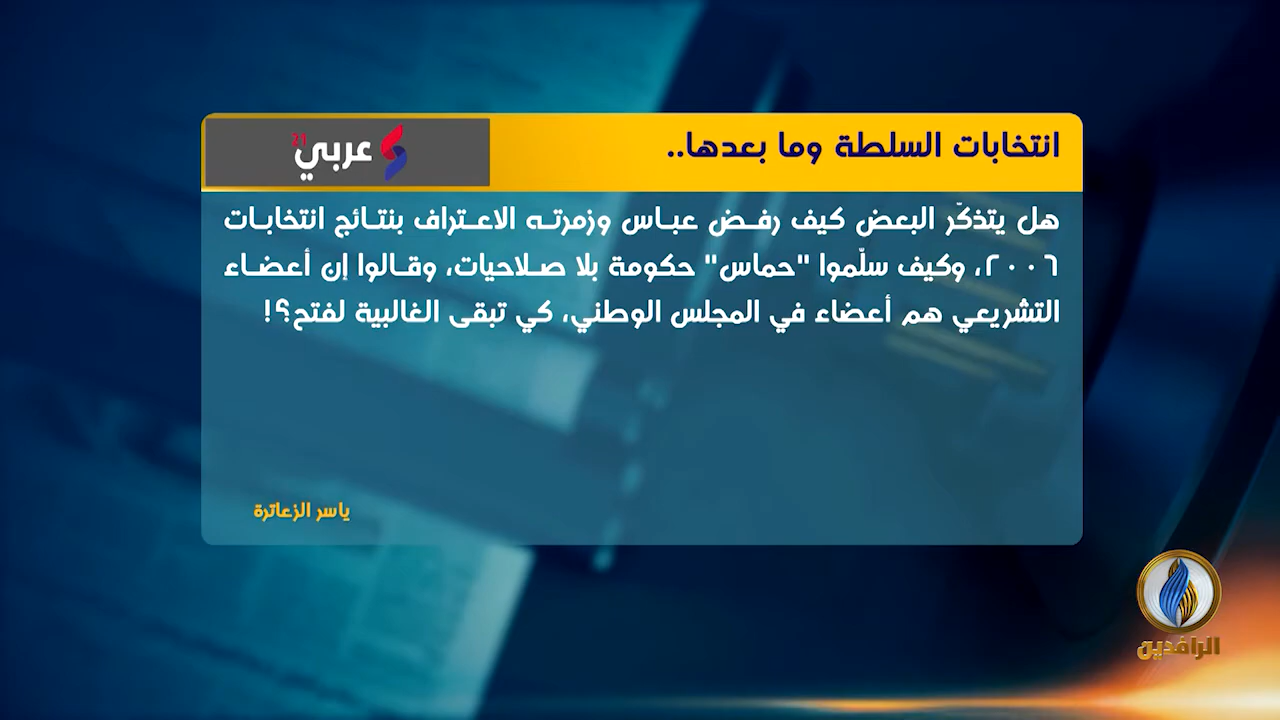 انتخابات السلطة وما بعدها..
عربي 21
هل يتذكّر البعض كيف رفض عباس وزمرته الاعتراف بنتائج انتخابات
٢٠٠٦، وكيف سلّموا "حماس" حكومة بلا صلاحيات، وقالوا إن أعضاء
التشريعي هم أعضاء في المجلس الوطني، كي تبقى الغالبية لفتح؟!
ياسر الزعاترة
الرافدين